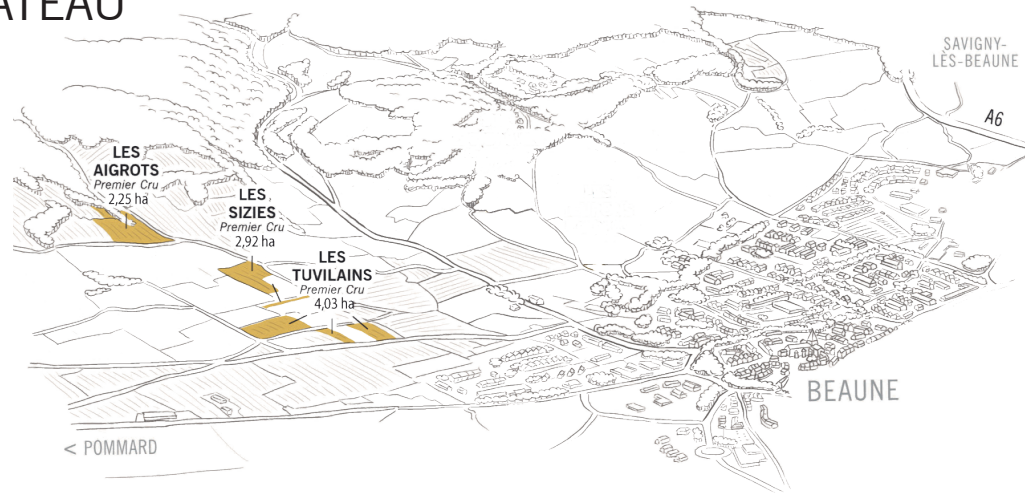 SAVIGNY-
LÈS-BEAUNE
A6
LES
AIGROTS
Premier Cru
2,25 ha
LES
SIZIES
Premier Cru
2,92 ha
LES
TUVILAINS
Premier Cru
4,03 ha
BEAUNE
< POMMARD